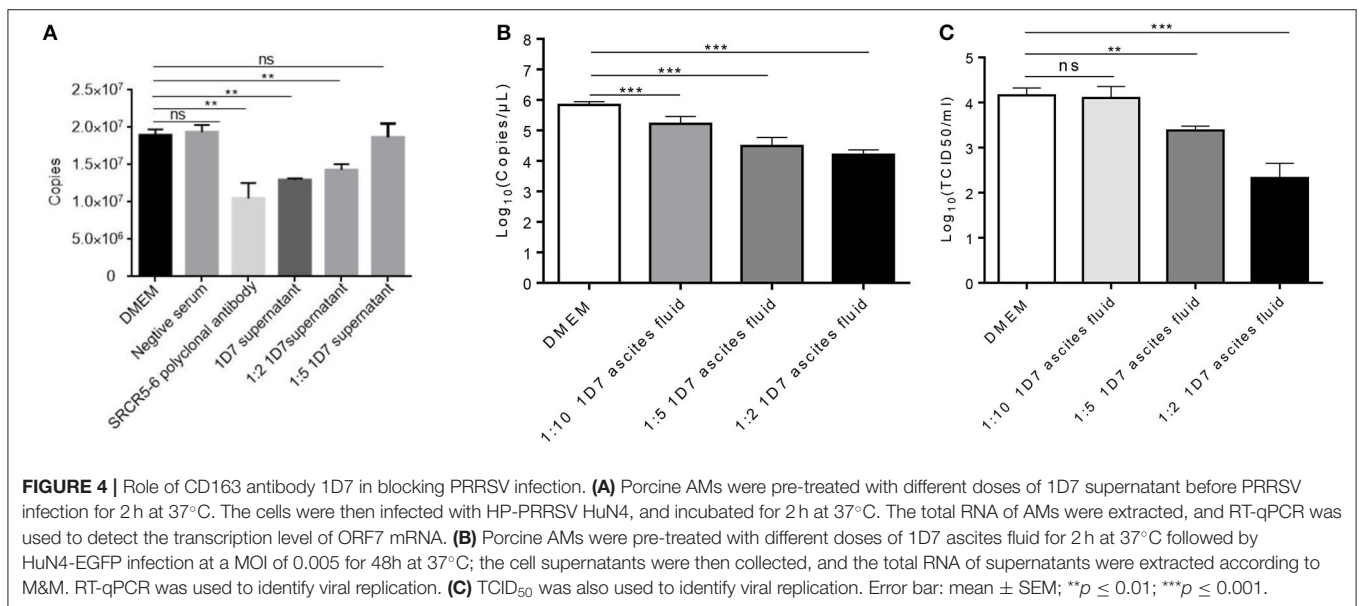 A
ns
**
**
**
ns
2.5×10⁷
2.0×10⁷
1.5×10⁷
1.0×10⁷
5.0×10⁶
0
Copies
DMEM
Negtive serum
SRCR5-6 polyclonal antibody
1D7 supernatant
1:2 1D7supernatant
1:5 1D7 supernatant
B
***
***
***
8
7
6
5
4
3
2
1
0
Log₁₀(Copies/μL)
DMEM
1:10 1D7 ascites fluid
1:5 1D7 ascites fluid
1:2 1D7 ascites fluid
C
***
**
ns
5
4
3
2
1
0
Log₁₀(TCID50/ml)
DMEM
1:10 1D7 ascites fluid
1:5 1D7 ascites fluid
1:2 1D7 ascites fluid
FIGURE 4 | Role of CD163 antibody 1D7 in blocking PRRSV infection. (A) Porcine AMs were pre-treated with different doses of 1D7 supernatant before PRRSV
infection for 2 h at 37°C. The cells were then infected with HP-PRRSV HuN4, and incubated for 2 h at 37°C. The total RNA of AMs were extracted, and RT-qPCR was
used to detect the transcription level of ORF7 mRNA. (B) Porcine AMs were pre-treated with different doses of 1D7 ascites fluid for 2 h at 37°C followed by
HuN4-EGFP infection at a MOI of 0.005 for 48h at 37°C; the cell supernatants were then collected, and the total RNA of supernatants were extracted according to
M&M. RT-qPCR was used to identify viral replication. (C) TCID₅₀ was also used to identify viral replication. Error bar: mean ± SEM; **p ≤ 0.01; ***p ≤ 0.001.